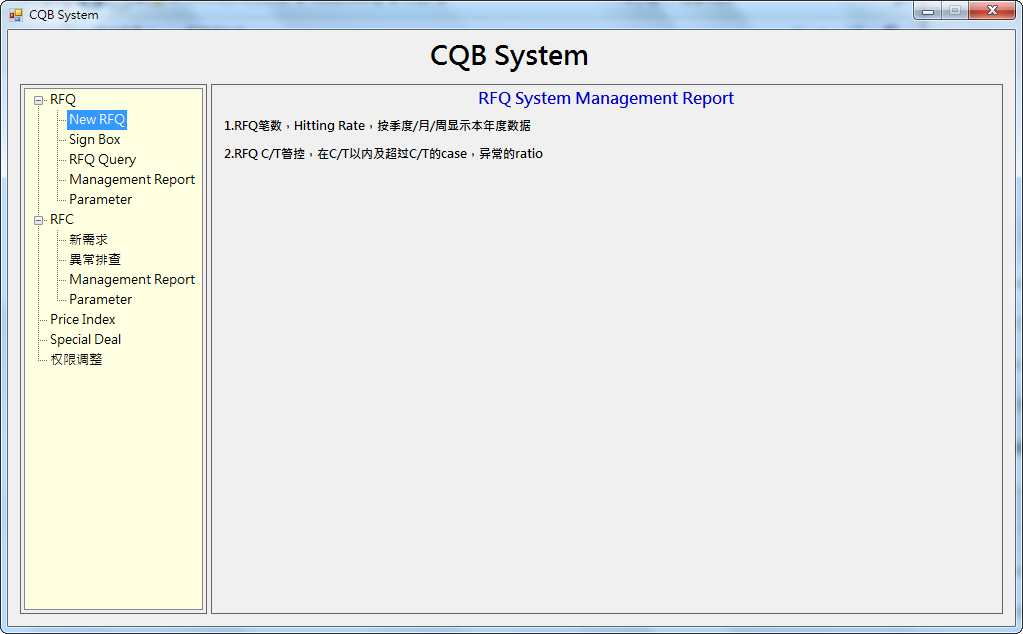 CQB System
CQB System
RFQ
New RFQ
Sign Box
RFQ Query
Management Report
Parameter
RFC
新需求
異常排查
Management Report
Parameter
Price Index
Special Deal
权限调整
RFQ System Management Report
1.RFQ笔数，Hitting Rate，按季度/月/周显示本年度数据
2.RFQ C/T管控，在C/T以内及超过C/T的case，异常的ratio